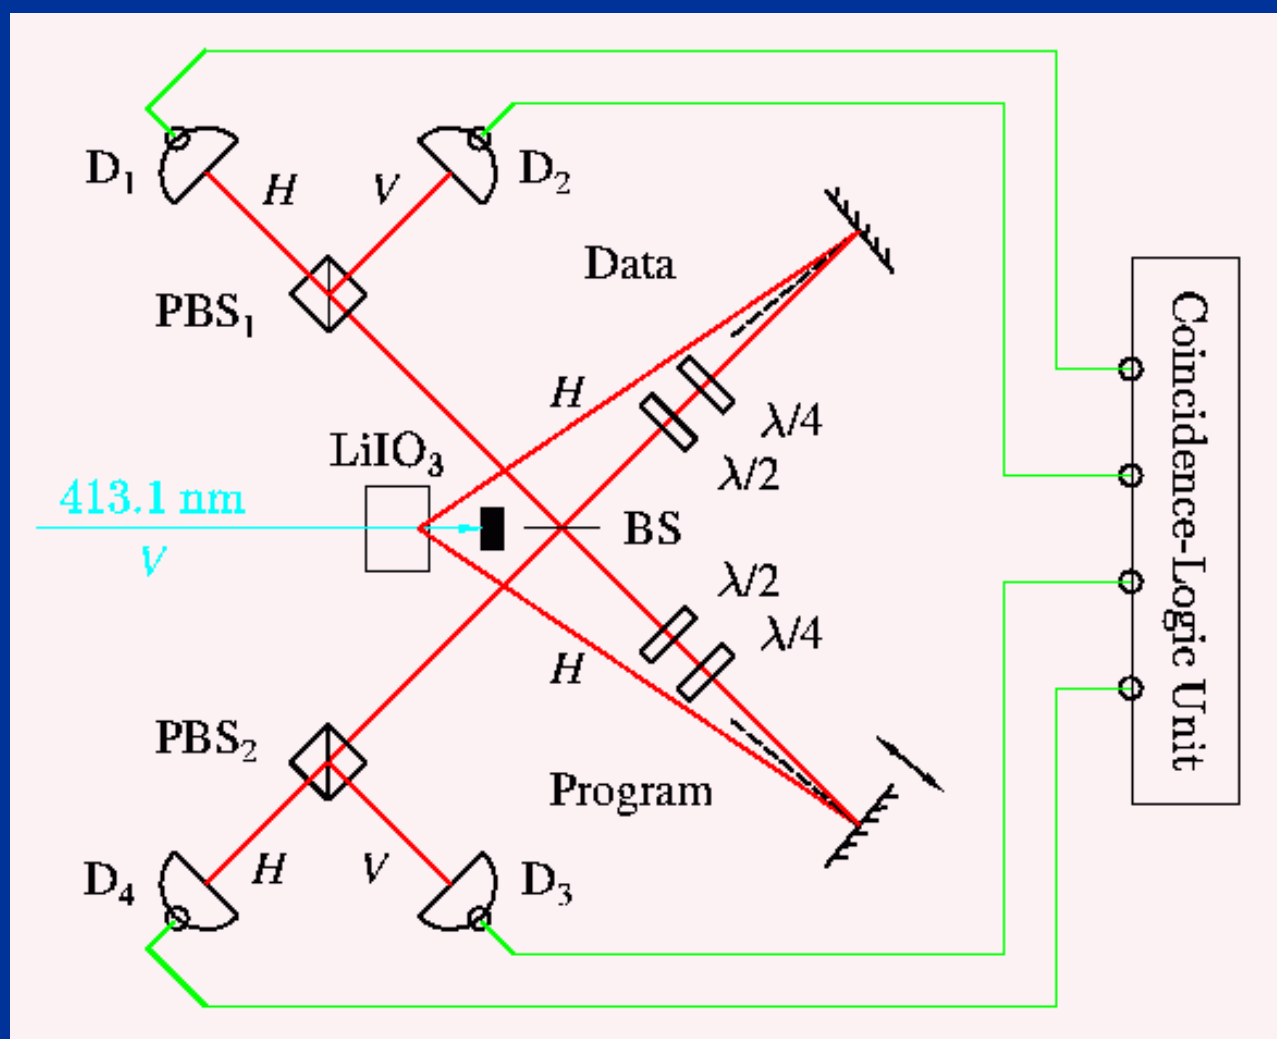 D₁
H
V
D₂
Data
PBS₁
H
λ/4
LiIO₃
λ/2
413.1 nm
BS
V
λ/2
λ/4
H
PBS₂
Program
D₄
H
V
D₃
Coincidence-Logic Unit